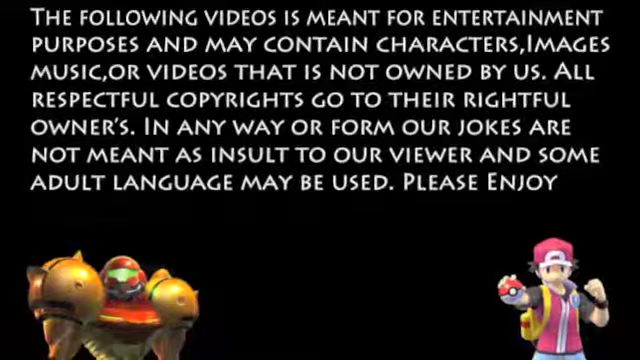 The following videos is meant for entertainment
purposes and may contain characters,Images
music,or videos that is not owned by us. All
respectful copyrights go to their rightful
owner's. In any way or form our jokes are
not meant as insult to our viewer and some
adult language may be used. Please Enjoy